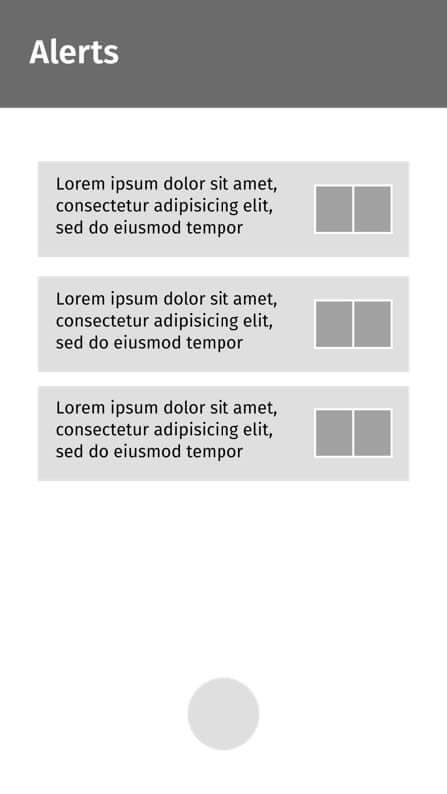 Alerts
Lorem ipsum dolor sit amet,
consectetur adipisicing elit,
sed do eiusmod tempor
Lorem ipsum dolor sit amet,
consectetur adipisicing elit,
sed do eiusmod tempor
Lorem ipsum dolor sit amet,
consectetur adipisicing elit,
sed do eiusmod tempor